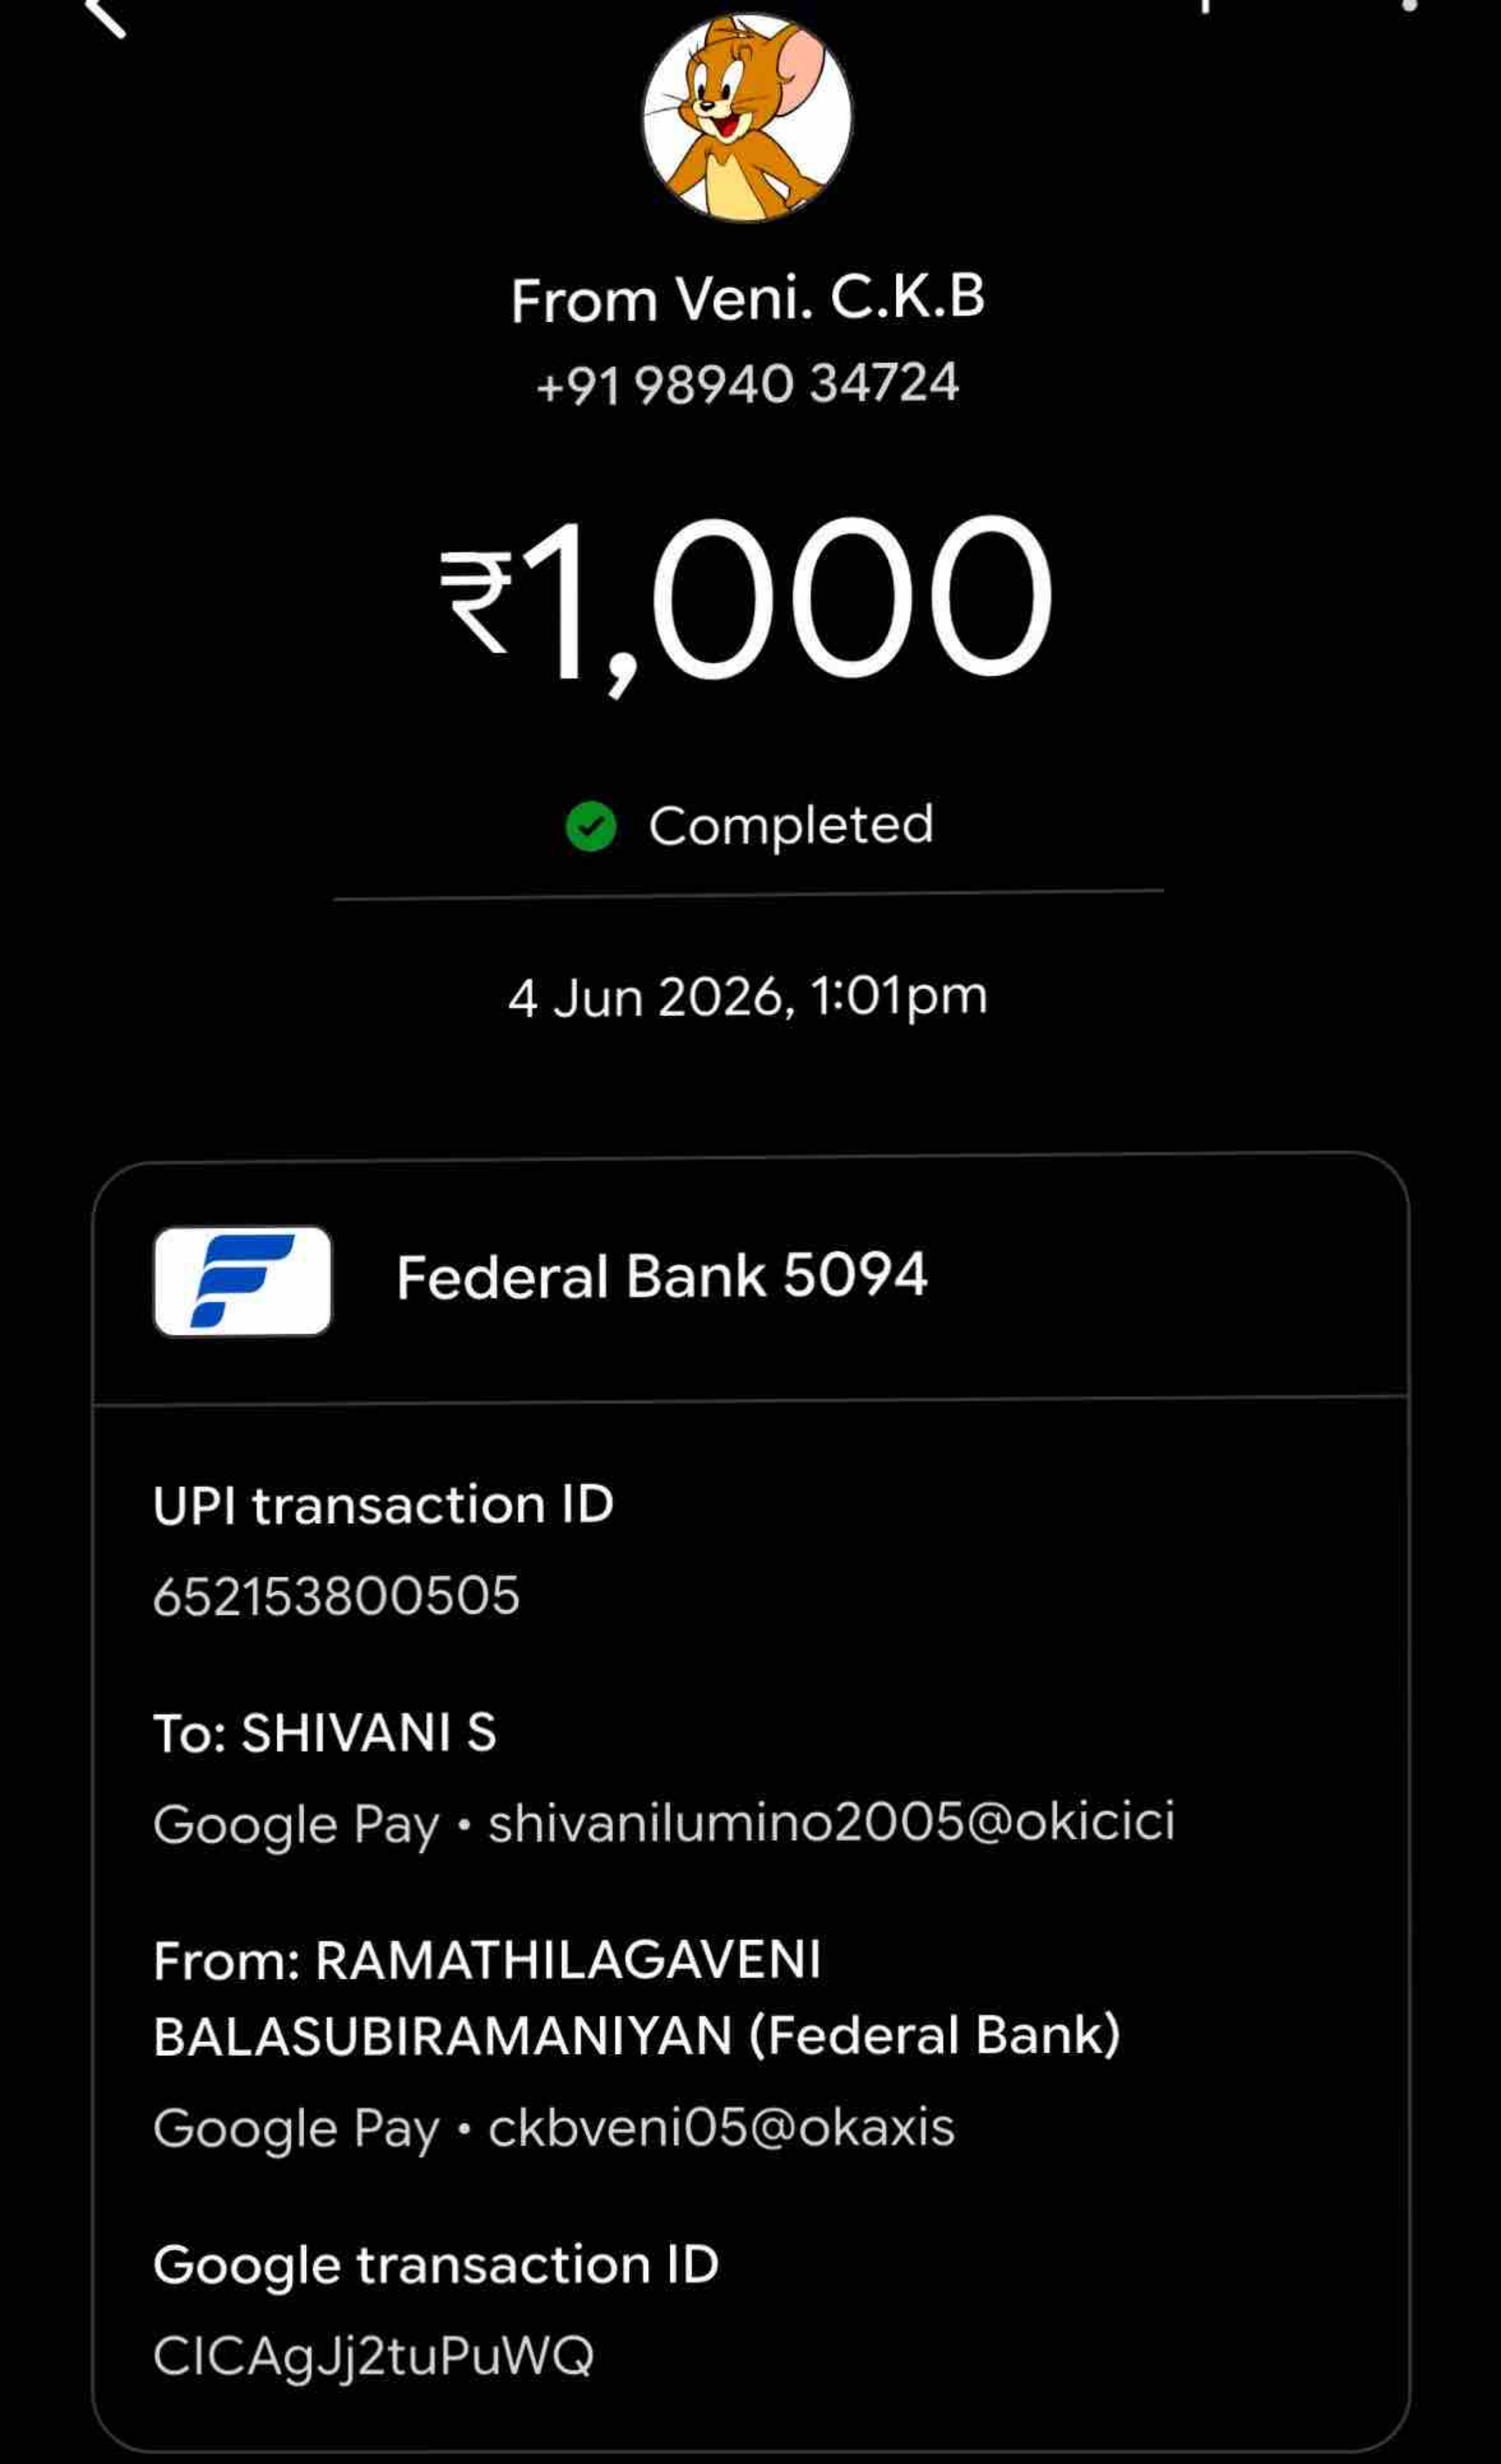 From Veni. C.K.B
+91 98940 34724
₹1,000
Completed
4 Jun 2026, 1:01pm
Federal Bank 5094
UPI transaction ID
652153800505
To: SHIVANI S
Google Pay • shivanilumino2005@okicici
From: RAMATHILAGAVENI
BALASUBIRAMANIYAN (Federal Bank)
Google Pay • ckbveni05@okaxis
Google transaction ID
CICAgJj2tuPuWQ